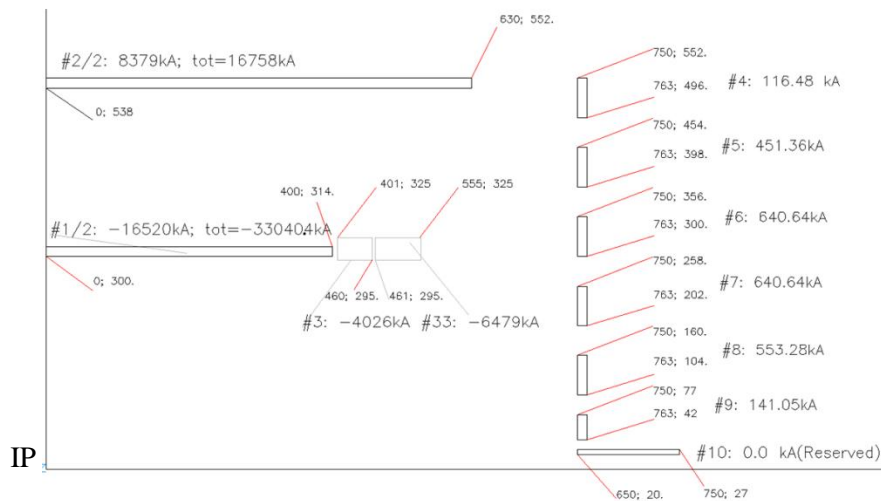 630; 552.
#2/2: 8379kA; tot=16758kA
750; 552.
763; 496.
#4: 116.48 kA
0; 538
750; 454.
763; 398.
#5: 451.36kA
400; 314.
401; 325
555; 325
750; 356.
763; 300.
#6: 640.64kA
#1/2: -16520kA; tot=-330404kA
0; 300.
750; 258.
763; 202.
#7: 640.64kA
460; 295.
461; 295.
#3: -4026kA
#33: -6479kA
750; 160.
763; 104.
#8: 553.28kA
750; 77
763; 42
#9: 141.05kA
IP
#10: 0.0 kA(Reserved)
650; 20.
750; 27